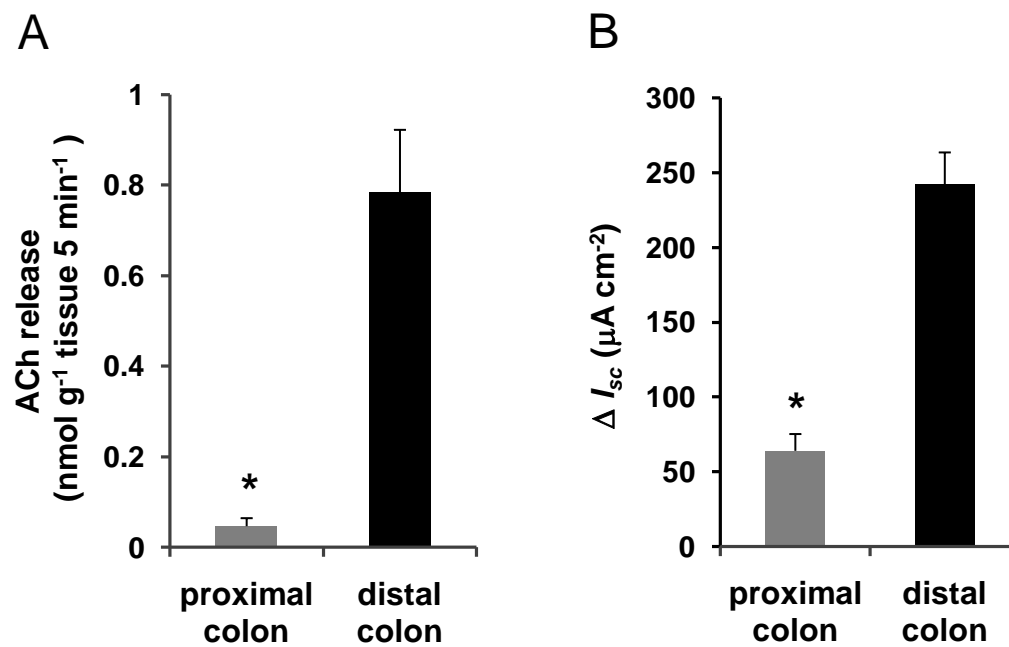 A
ACh release
(nmol g⁻¹ tissue 5 min⁻¹ )
1
0.8
0.6
0.4
0.2
0
*
proximal
colon
distal
colon
B
Δ Isc (μA cm⁻²)
300
250
200
150
100
50
0
*
proximal
colon
distal
colon